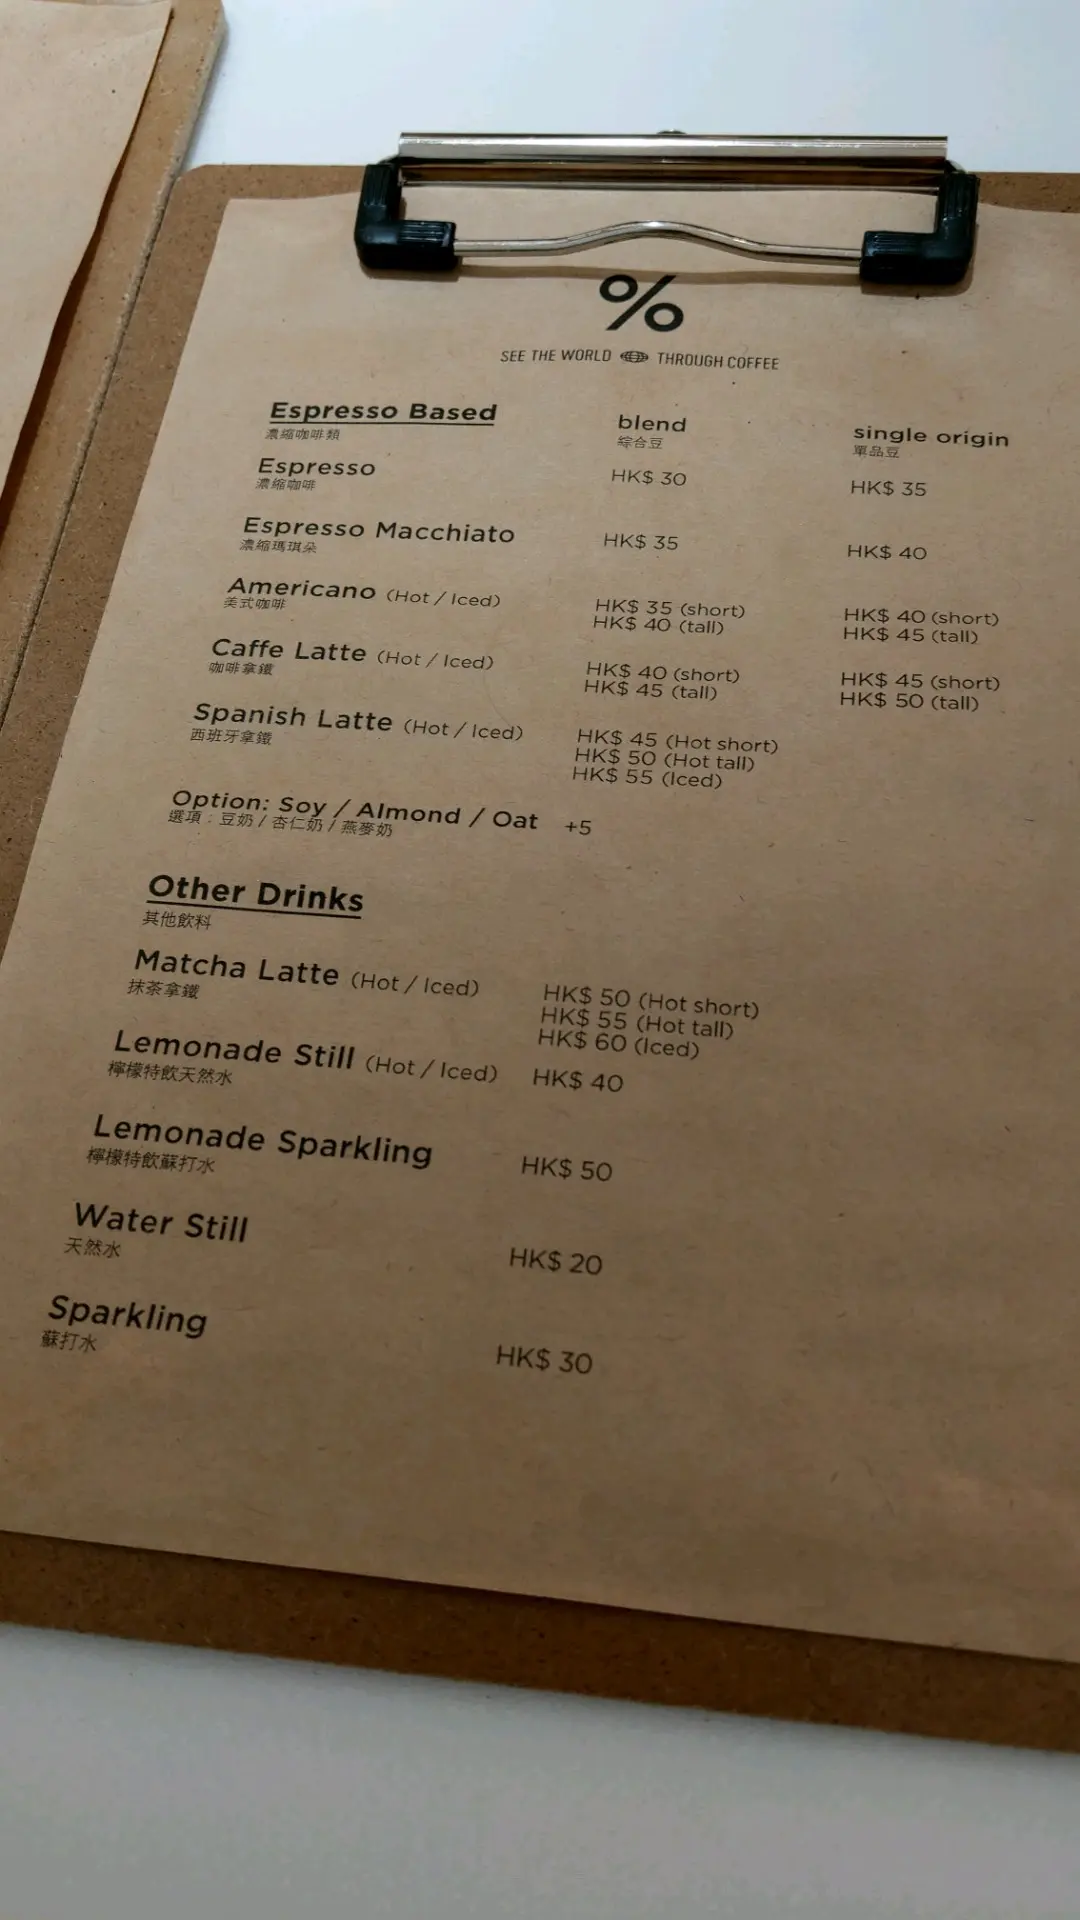 %
SEE THE WORLD THROUGH COFFEE
Espresso Based blend single origin
濃縮咖啡類 綜合豆 單品豆
Espresso HK$ 30 HK$ 35
濃縮咖啡
Espresso Macchiato HK$ 35 HK$ 40
濃縮瑪琪朵
Americano (Hot / Iced) HK$ 35 (short) HK$ 40 (short)
美式咖啡 HK$ 40 (tall) HK$ 45 (tall)
Caffe Latte (Hot / Iced) HK$ 40 (short) HK$ 45 (short)
咖啡拿鐵 HK$ 45 (tall) HK$ 50 (tall)
Spanish Latte (Hot / Iced) HK$ 45 (Hot short)
西班牙拿鐵 HK$ 50 (Hot tall)
HK$ 55 (Iced)
Option: Soy / Almond / Oat +5
選項：豆奶 / 杏仁奶 / 燕麥奶
Other Drinks
其他飲料
Matcha Latte (Hot / Iced) HK$ 50 (Hot short)
抹茶拿鐵 HK$ 55 (Hot tall)
HK$ 60 (Iced)
Lemonade Still (Hot / Iced) HK$ 40
檸檬特飲天然水
Lemonade Sparkling HK$ 50
檸檬特飲蘇打水
Water Still HK$ 20
天然水
Sparkling HK$ 30
蘇打水